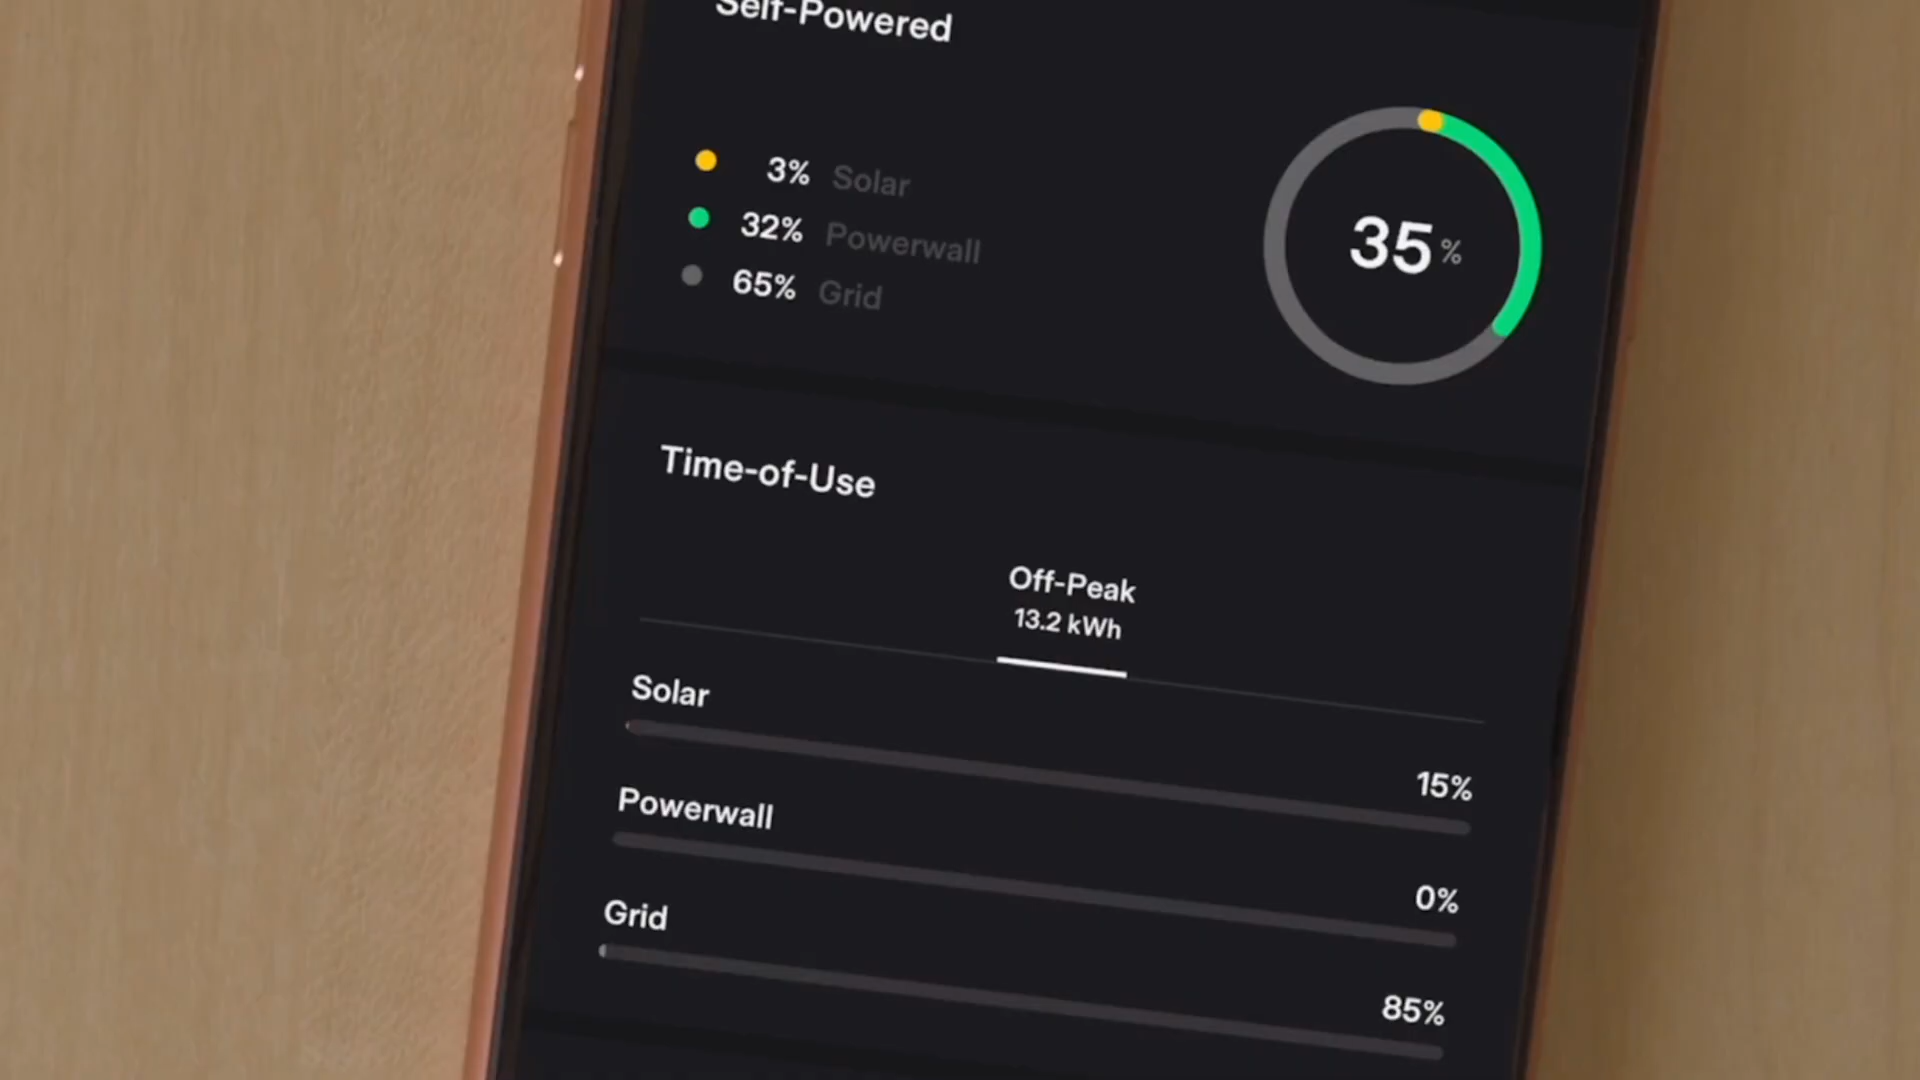 Self-Powered
3% Solar
32% Powerwall
65% Grid
35%
Time-of-Use
Off-Peak
13.2 kWh
Solar
15%
Powerwall
0%
Grid
85%